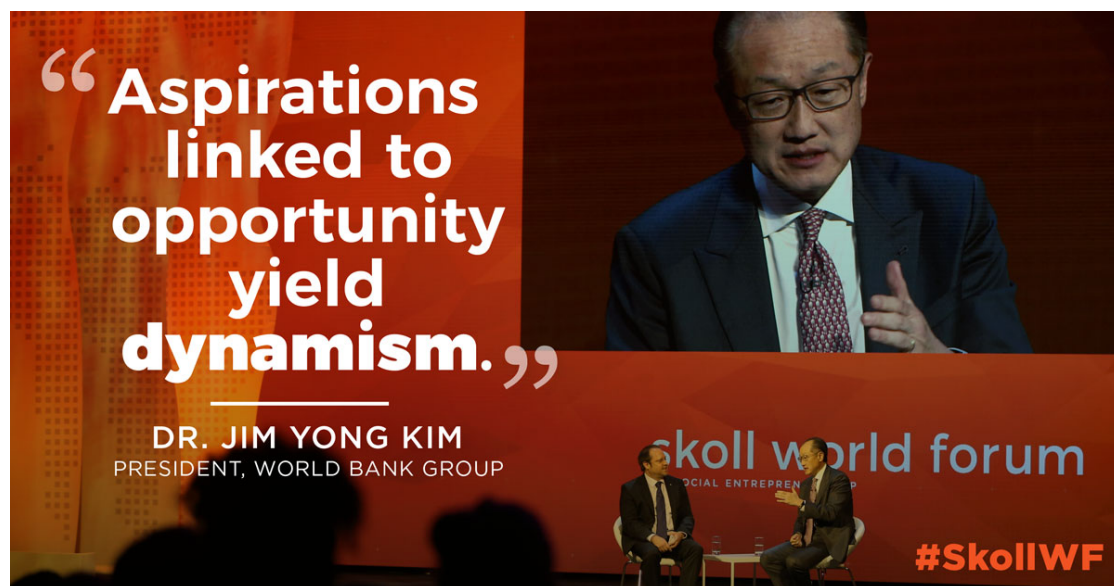 “Aspirations
linked to
opportunity
yield
dynamism.”
DR. JIM YONG KIM
PRESIDENT, WORLD BANK GROUP
skoll world forum
#SkollWF